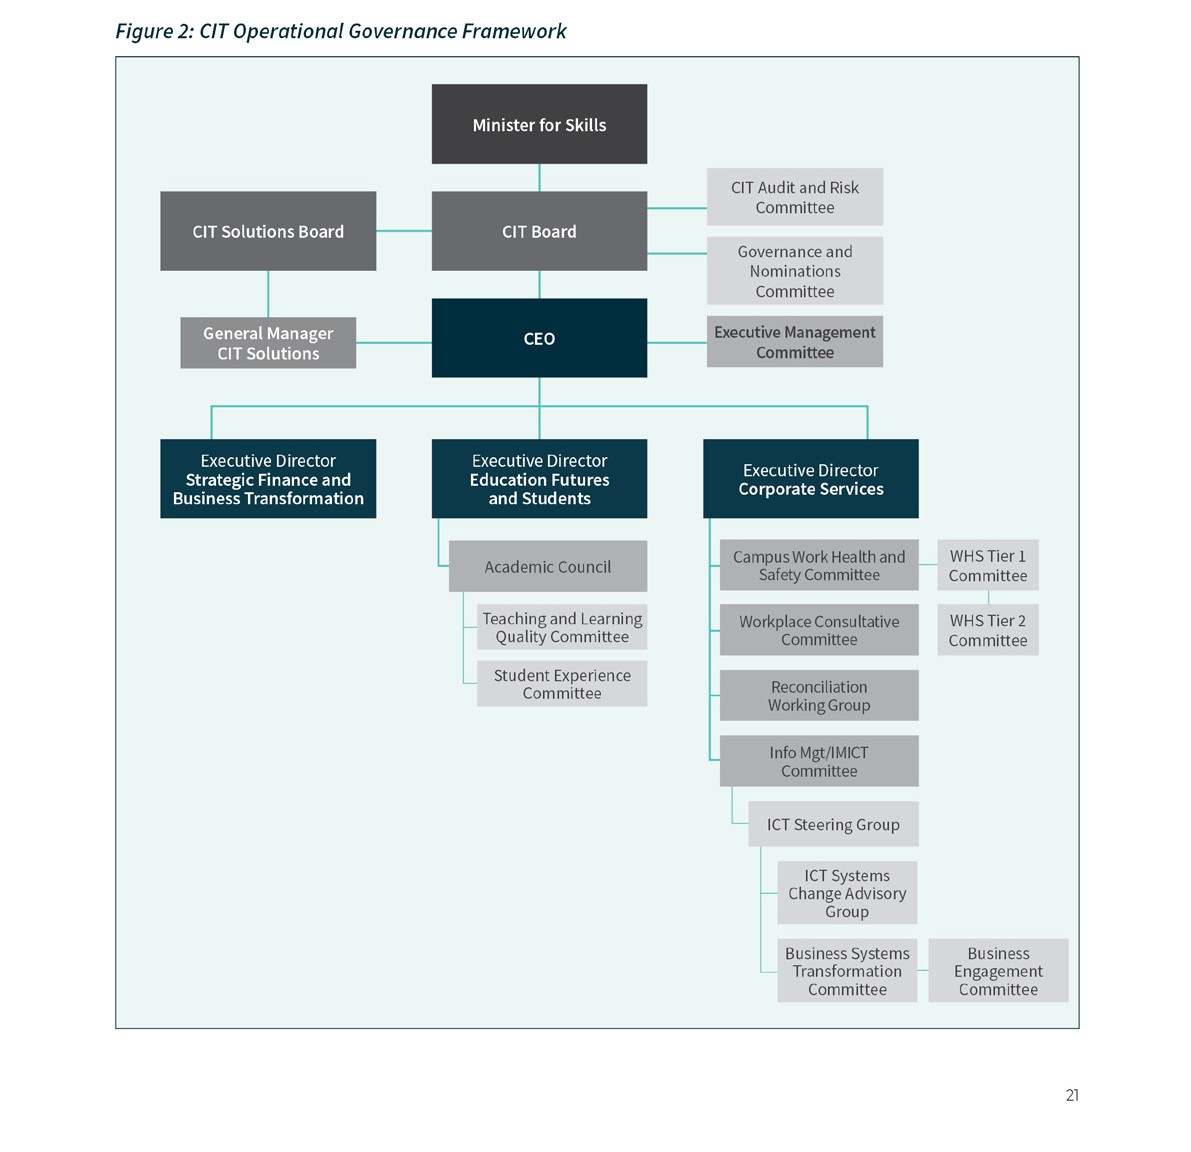 Figure 2: CIT Operational Governance Framework
Minister for Skills
CIT Audit and Risk
Committee
CIT Solutions Board
CIT Board
Governance and
Nominations
Committee
General Manager
CIT Solutions
CEO
Executive Management
Committee
Executive Director
Strategic Finance and
Business Transformation
Executive Director
Education Futures
and Students
Executive Director
Corporate Services
Academic Council
Teaching and Learning
Quality Committee
Student Experience
Committee
Campus Work Health and
Safety Committee
WHS Tier 1
Committee
Workplace Consultative
Committee
WHS Tier 2
Committee
Reconciliation
Working Group
Info Mgt/IMICT
Committee
ICT Steering Group
ICT Systems
Change Advisory
Group
Business Systems
Transformation
Committee
Business
Engagement
Committee
21